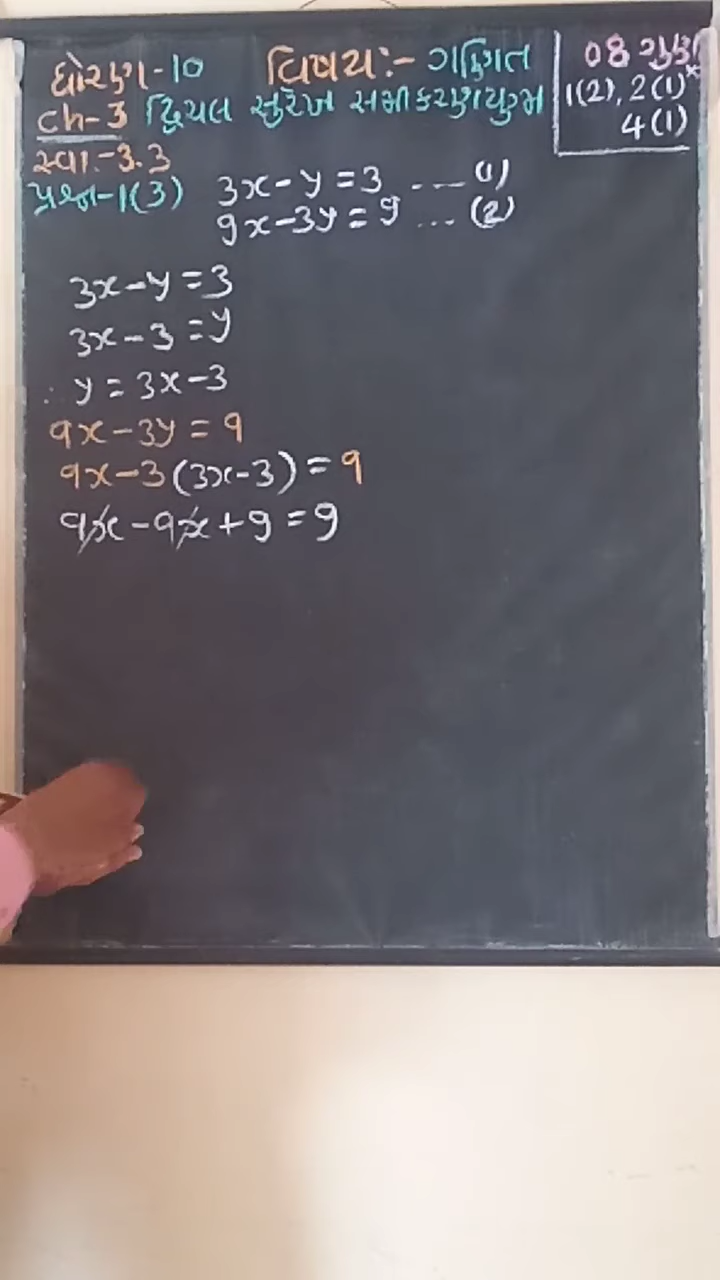 ધોરણ-10 વિષય:- ગણિત
08 ગુણ
1(2), 2(1)*
4(1)
ch-3 દ્વિચલ સુરેખ સમીકરણયુગ્મ
સ્વા.-3.3
પ્રશ્ન-1(3) 3x-y=3 ---- (1)
9x-3y=9 ... (2)
3x-y=3
3x-3=y
∴ y=3x-3
9x-3y=9
9x-3(3x-3)=9
9x-9x+9=9